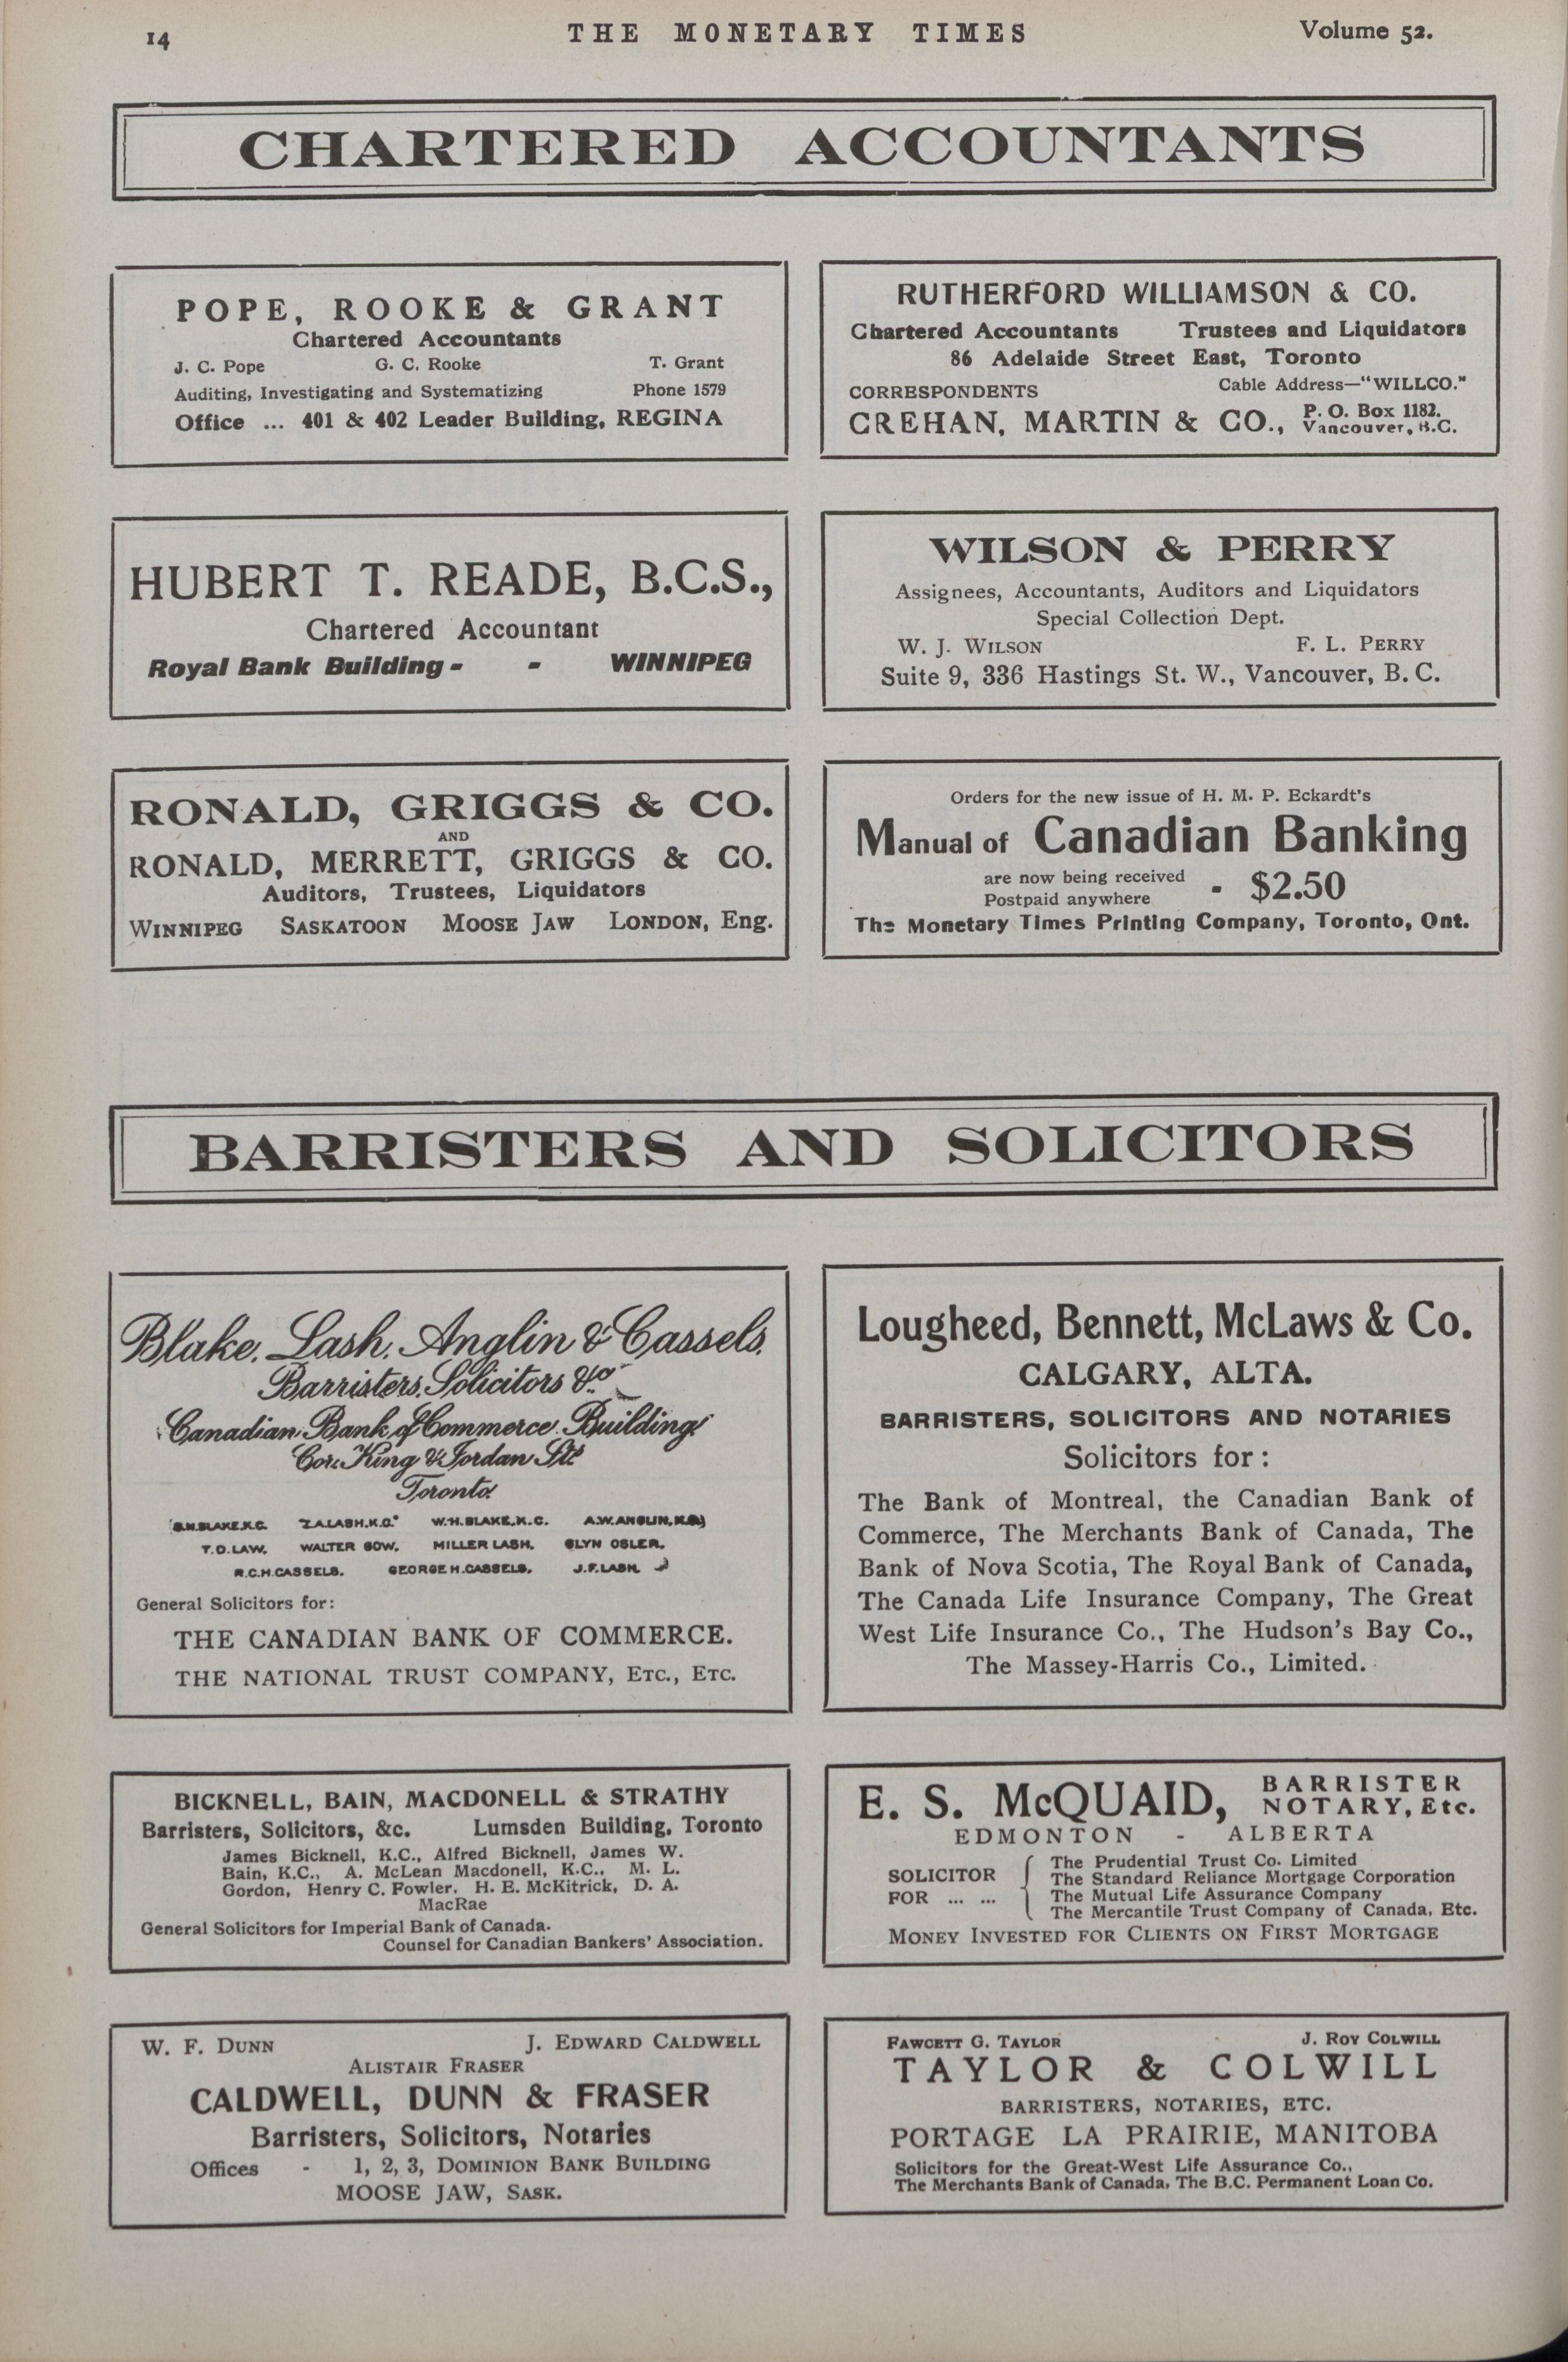 14
THE MONETARY TIMES
Volume 52.
CHARTERED ACCOUNTANTS
POPE, ROOKE & GRANT
Chartered Accountants
J. C. Pope G. C. Rooke T. Grant
Auditing, Investigating and Systematizing Phone 1579
Office ... 401 & 402 Leader Building, REGINA
RUTHERFORD WILLIAMSON & CO.
Chartered Accountants Trustees and Liquidators
86 Adelaide Street East, Toronto
CORRESPONDENTS Cable Address—"WILLCO."
CREHAN, MARTIN & CO., P. O. Box 1182.
Vancouver, B.C.
HUBERT T. READE, B.C.S.,
Chartered Accountant
Royal Bank Building - - WINNIPEG
WILSON & PERRY
Assignees, Accountants, Auditors and Liquidators
Special Collection Dept.
W. J. WILSON F. L. PERRY
Suite 9, 336 Hastings St. W., Vancouver, B. C.
RONALD, GRIGGS & CO.
AND
RONALD, MERRETT, GRIGGS & CO.
Auditors, Trustees, Liquidators
WINNIPEG SASKATOON MOOSE JAW LONDON, Eng.
Orders for the new issue of H. M. P. Eckardt's
Manual of Canadian Banking
are now being received
Postpaid anywhere - $2.50
The Monetary Times Printing Company, Toronto, Ont.
BARRISTERS AND SOLICITORS
Blake, Lash, Anglin & Cassels,
Barristers, Solicitors &c.
Canadian Bank of Commerce Building,
Cor. King & Jordan Sts.
Toronto.
S.H.BLAKE,K.C. Z.A.LASH,K.C. W.H.BLAKE,K.C. A.W.ANGLIN,K.C.
T.D.LAW, WALTER GOW, MILLER LASH, GLYN OSLER,
R.C.H.CASSELS, GEORGE H.CASSELS, J.F.LASH,
General Solicitors for:
THE CANADIAN BANK OF COMMERCE.
THE NATIONAL TRUST COMPANY, ETC., ETC.
Lougheed, Bennett, McLaws & Co.
CALGARY, ALTA.
BARRISTERS, SOLICITORS AND NOTARIES
Solicitors for :
The Bank of Montreal, the Canadian Bank of
Commerce, The Merchants Bank of Canada, The
Bank of Nova Scotia, The Royal Bank of Canada,
The Canada Life Insurance Company, The Great
West Life Insurance Co., The Hudson's Bay Co.,
The Massey-Harris Co., Limited.
BICKNELL, BAIN, MACDONELL & STRATHY
Barristers, Solicitors, &c. Lumsden Building, Toronto
James Bicknell, K.C., Alfred Bicknell, James W.
Bain, K.C., A. McLean Macdonell, K.C., M. L.
Gordon, Henry C. Fowler, H. E. McKitrick, D. A.
MacRae
General Solicitors for Imperial Bank of Canada.
Counsel for Canadian Bankers' Association.
E. S. McQUAID, BARRISTER
NOTARY, Etc.
EDMONTON - ALBERTA
SOLICITOR
FOR ... ...
The Prudential Trust Co. Limited
The Standard Reliance Mortgage Corporation
The Mutual Life Assurance Company
The Mercantile Trust Company of Canada, Etc.
MONEY INVESTED FOR CLIENTS ON FIRST MORTGAGE
W. F. DUNN J. EDWARD CALDWELL
ALISTAIR FRASER
CALDWELL, DUNN & FRASER
Barristers, Solicitors, Notaries
Offices - 1, 2, 3, DOMINION BANK BUILDING
MOOSE JAW, SASK.
FAWCETT G. TAYLOR J. ROY COLWILL
TAYLOR & COLWILL
BARRISTERS, NOTARIES, ETC.
PORTAGE LA PRAIRIE, MANITOBA
Solicitors for the Great-West Life Assurance Co.,
The Merchants Bank of Canada, The B.C. Permanent Loan Co.